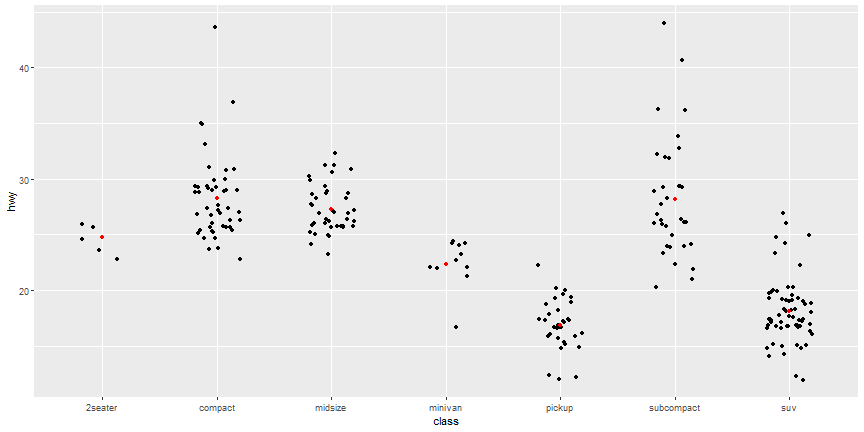 40
30
20
hwy
2seater compact midsize minivan pickup subcompact suv
class